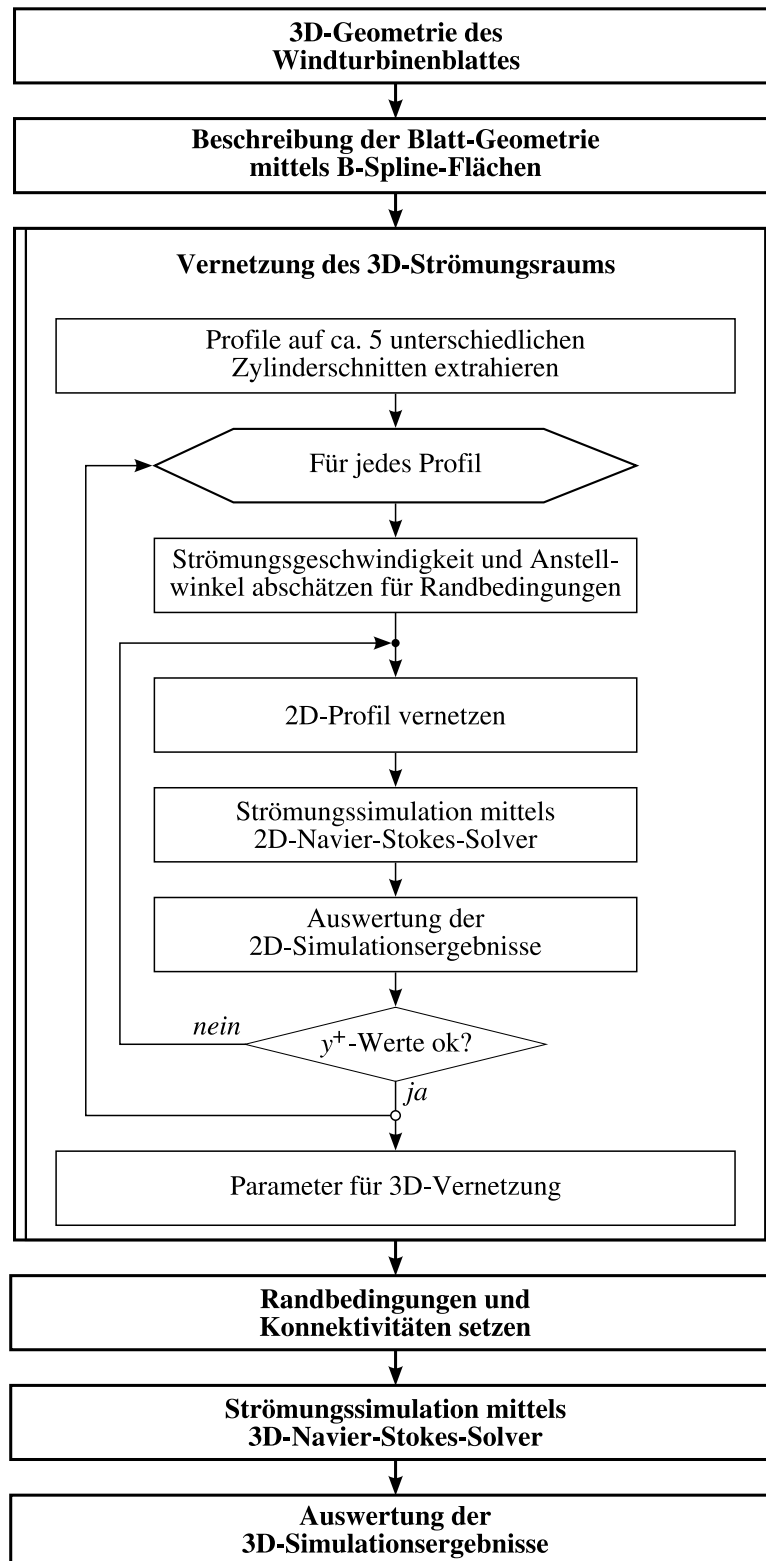 3D-Geometrie des
Windturbinenblattes
Beschreibung der Blatt-Geometrie
mittels B-Spline-Flächen
Vernetzung des 3D-Strömungsraums
Profile auf ca. 5 unterschiedlichen
Zylinderschnitten extrahieren
Für jedes Profil
Strömungsgeschwindigkeit und Anstell-
winkel abschätzen für Randbedingungen
2D-Profil vernetzen
Strömungssimulation mittels
2D-Navier-Stokes-Solver
Auswertung der
2D-Simulationsergebnisse
nein
y⁺-Werte ok?
ja
Parameter für 3D-Vernetzung
Randbedingungen und
Konnektivitäten setzen
Strömungssimulation mittels
3D-Navier-Stokes-Solver
Auswertung der
3D-Simulationsergebnisse